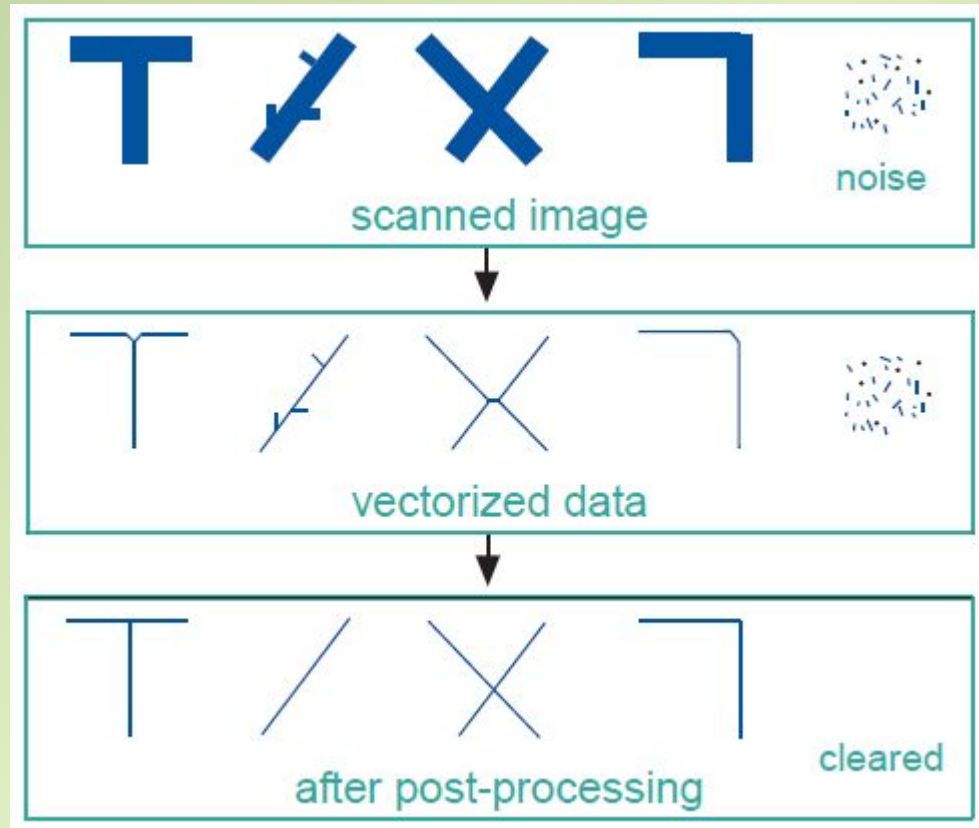 noise
scanned image
vectorized data
cleared
after post-processing